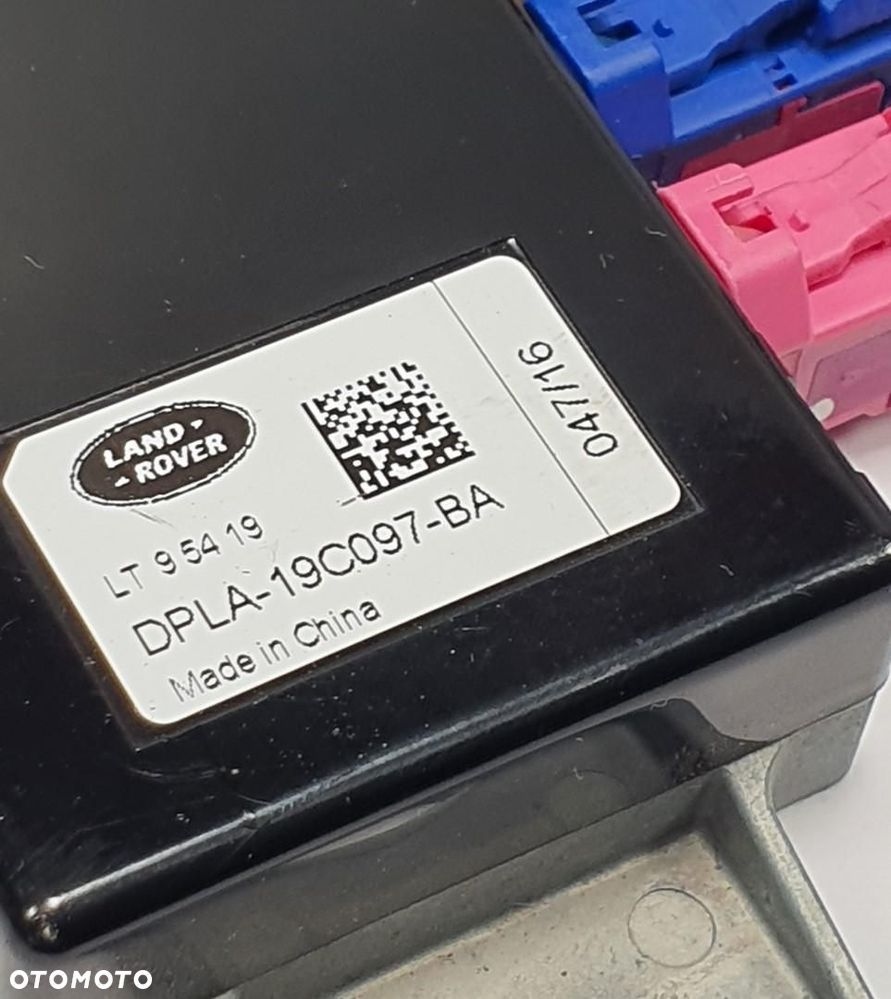 LAND
ROVER
047/16
LT 9 54 19
DPLA-19C097-BA
Made in China
OTOMOTO